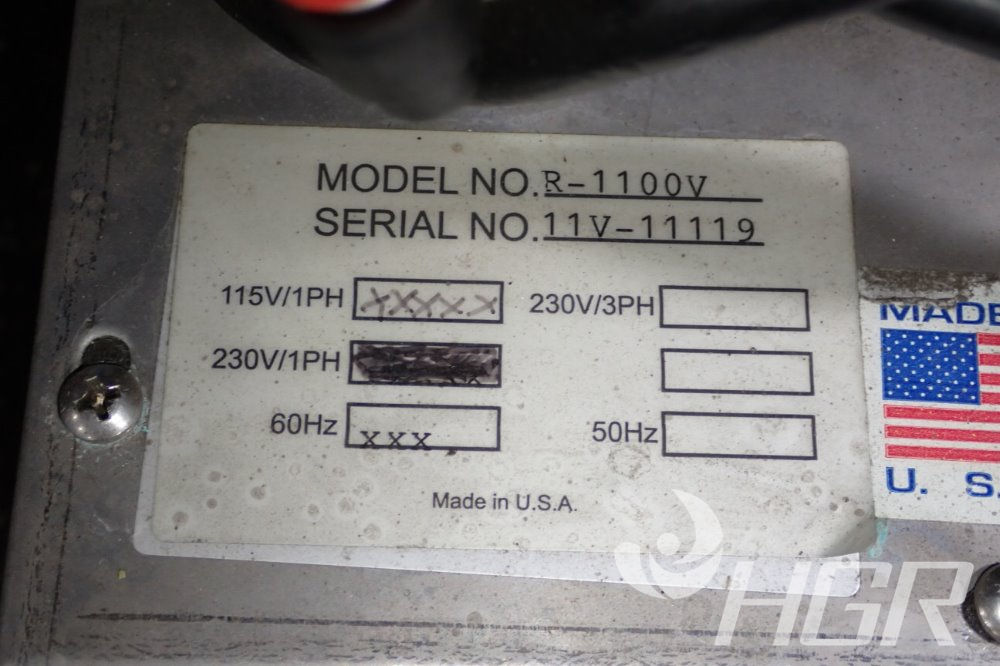 MODEL NO. R-1100V
SERIAL NO. 11V-11119
115V/1PH XXXXX 230V/3PH
230V/1PH
60Hz xxx 50Hz
Made in U.S.A.
MADE
U. S.
HGR